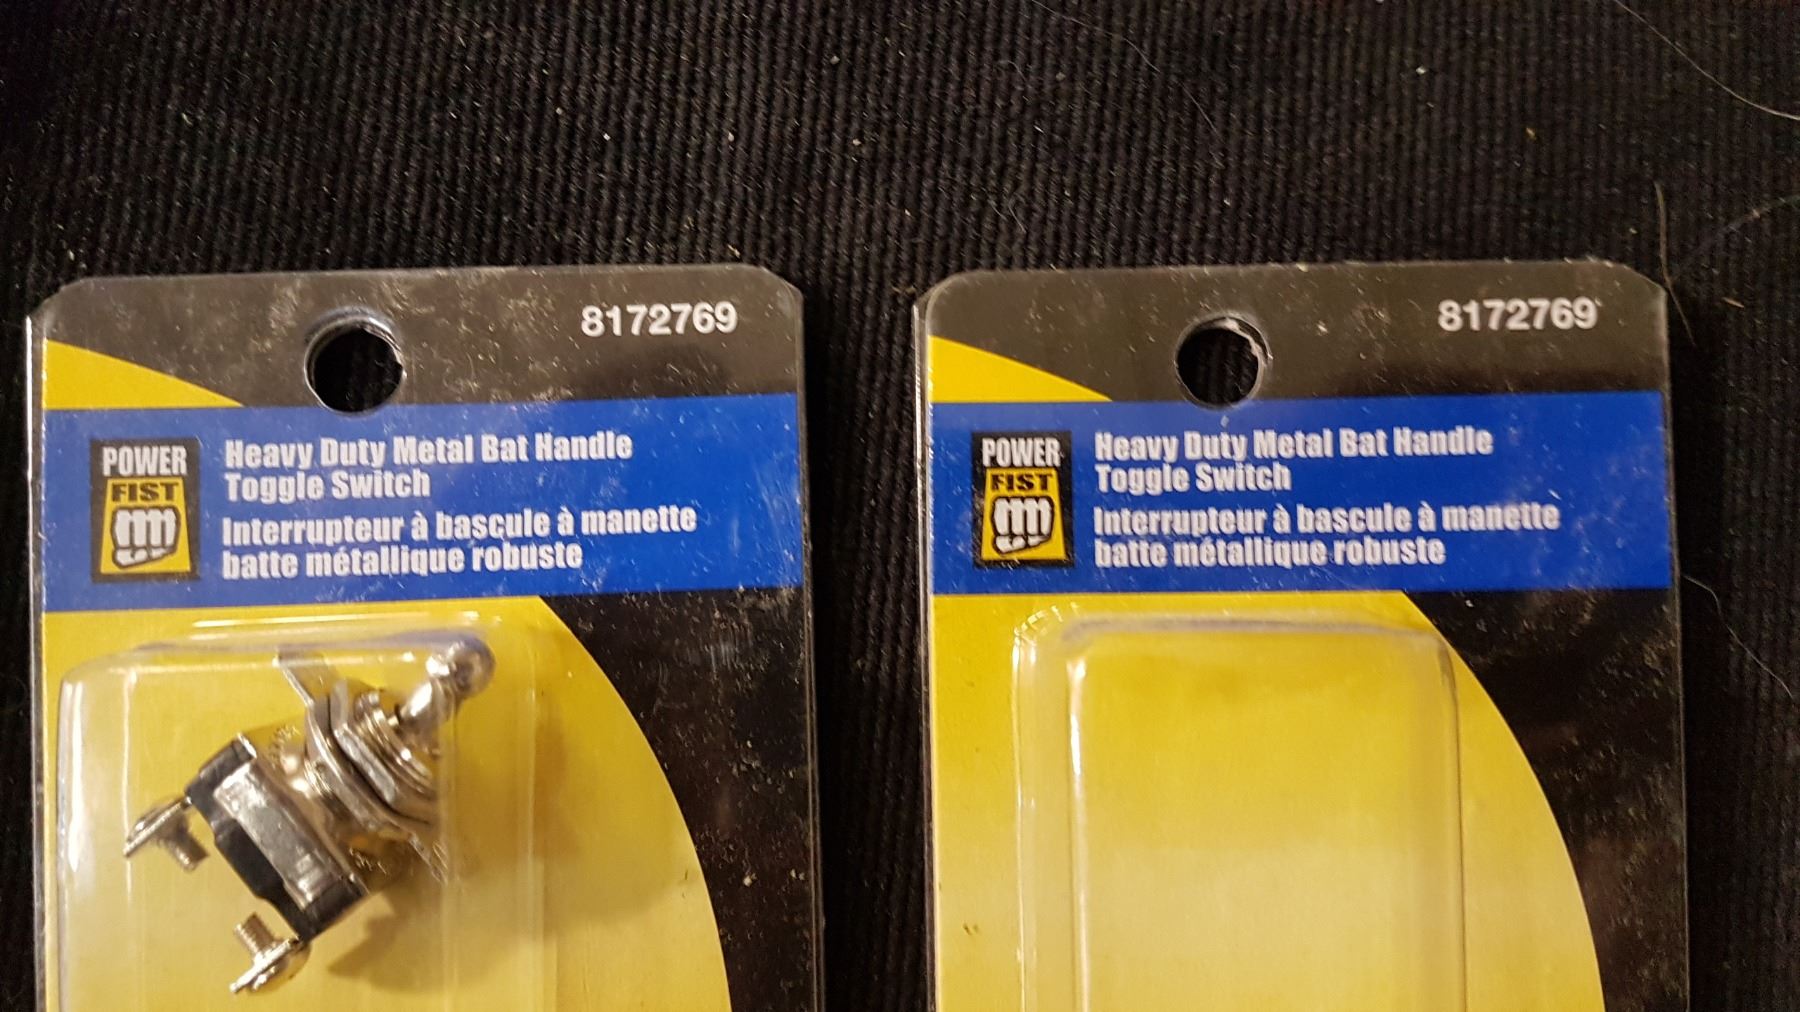 8172769
POWER
FIST
Heavy Duty Metal Bat Handle
Toggle Switch
Interrupteur à bascule à manette
batte métallique robuste
8172769
POWER
FIST
Heavy Duty Metal Bat Handle
Toggle Switch
Interrupteur à bascule à manette
batte métallique robuste